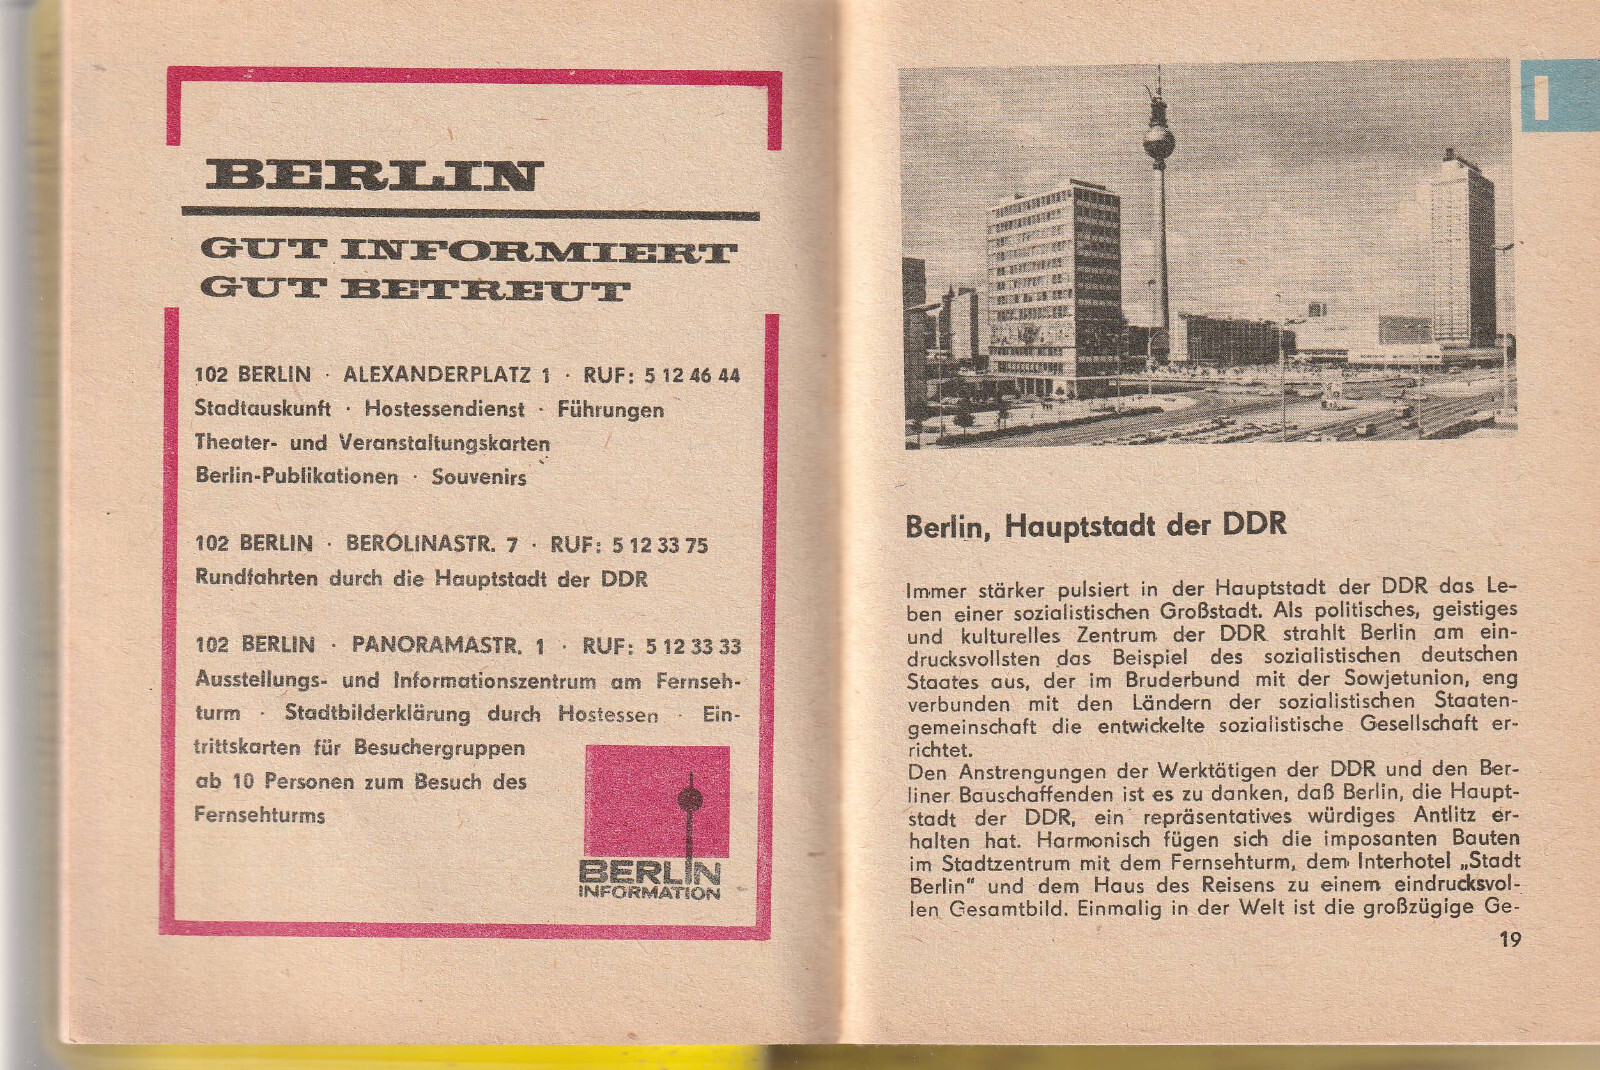 BERLIN
GUT INFORMIERT
GUT BETREUT
102 BERLIN · ALEXANDERPLATZ 1 · RUF: 5 12 46 44
Stadtauskunft · Hostessendienst · Führungen
Theater- und Veranstaltungskarten
Berlin-Publikationen · Souvenirs
102 BERLIN · BEROLINASTR. 7 · RUF: 5 12 33 75
Rundfahrten durch die Hauptstadt der DDR
102 BERLIN · PANORAMASTR. 1 · RUF: 5 12 33 33
Ausstellungs- und Informationszentrum am Fernseh-
turm · Stadtbilderklärung durch Hostessen · Ein-
trittskarten für Besuchergruppen
ab 10 Personen zum Besuch des
Fernsehturms
BERLIN
INFORMATION
I
Berlin, Hauptstadt der DDR
Immer stärker pulsiert in der Hauptstadt der DDR das Le-
ben einer sozialistischen Großstadt. Als politisches, geistiges
und kulturelles Zentrum der DDR strahlt Berlin am ein-
drucksvollsten das Beispiel des sozialistischen deutschen
Staates aus, der im Bruderbund mit der Sowjetunion, eng
verbunden mit den Ländern der sozialistischen Staaten-
gemeinschaft die entwickelte sozialistische Gesellschaft er-
richtet.
Den Anstrengungen der Werktätigen der DDR und den Ber-
liner Bauschaffenden ist es zu danken, daß Berlin, die Haupt-
stadt der DDR, ein repräsentatives würdiges Antlitz er-
halten hat. Harmonisch fügen sich die imposanten Bauten
im Stadtzentrum mit dem Fernsehturm, dem Interhotel „Stadt
Berlin" und dem Haus des Reisens zu einem eindrucksvol-
len Gesamtbild. Einmalig in der Welt ist die großzügige Ge-
19